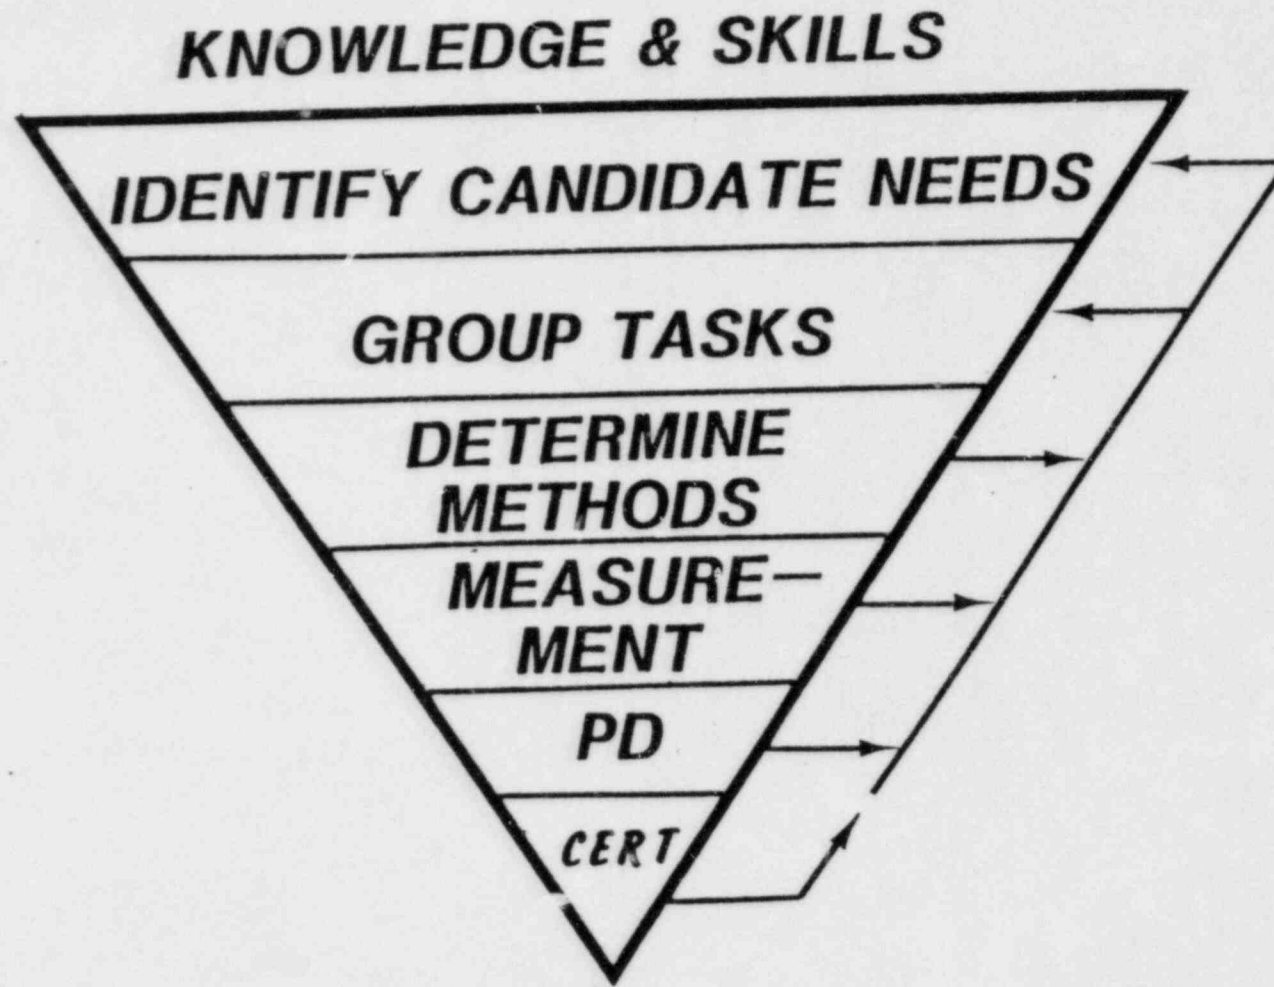 KNOWLEDGE & SKILLS
IDENTIFY CANDIDATE NEEDS
GROUP TASKS
DETERMINE
METHODS
MEASURE—
MENT
PD
CERT